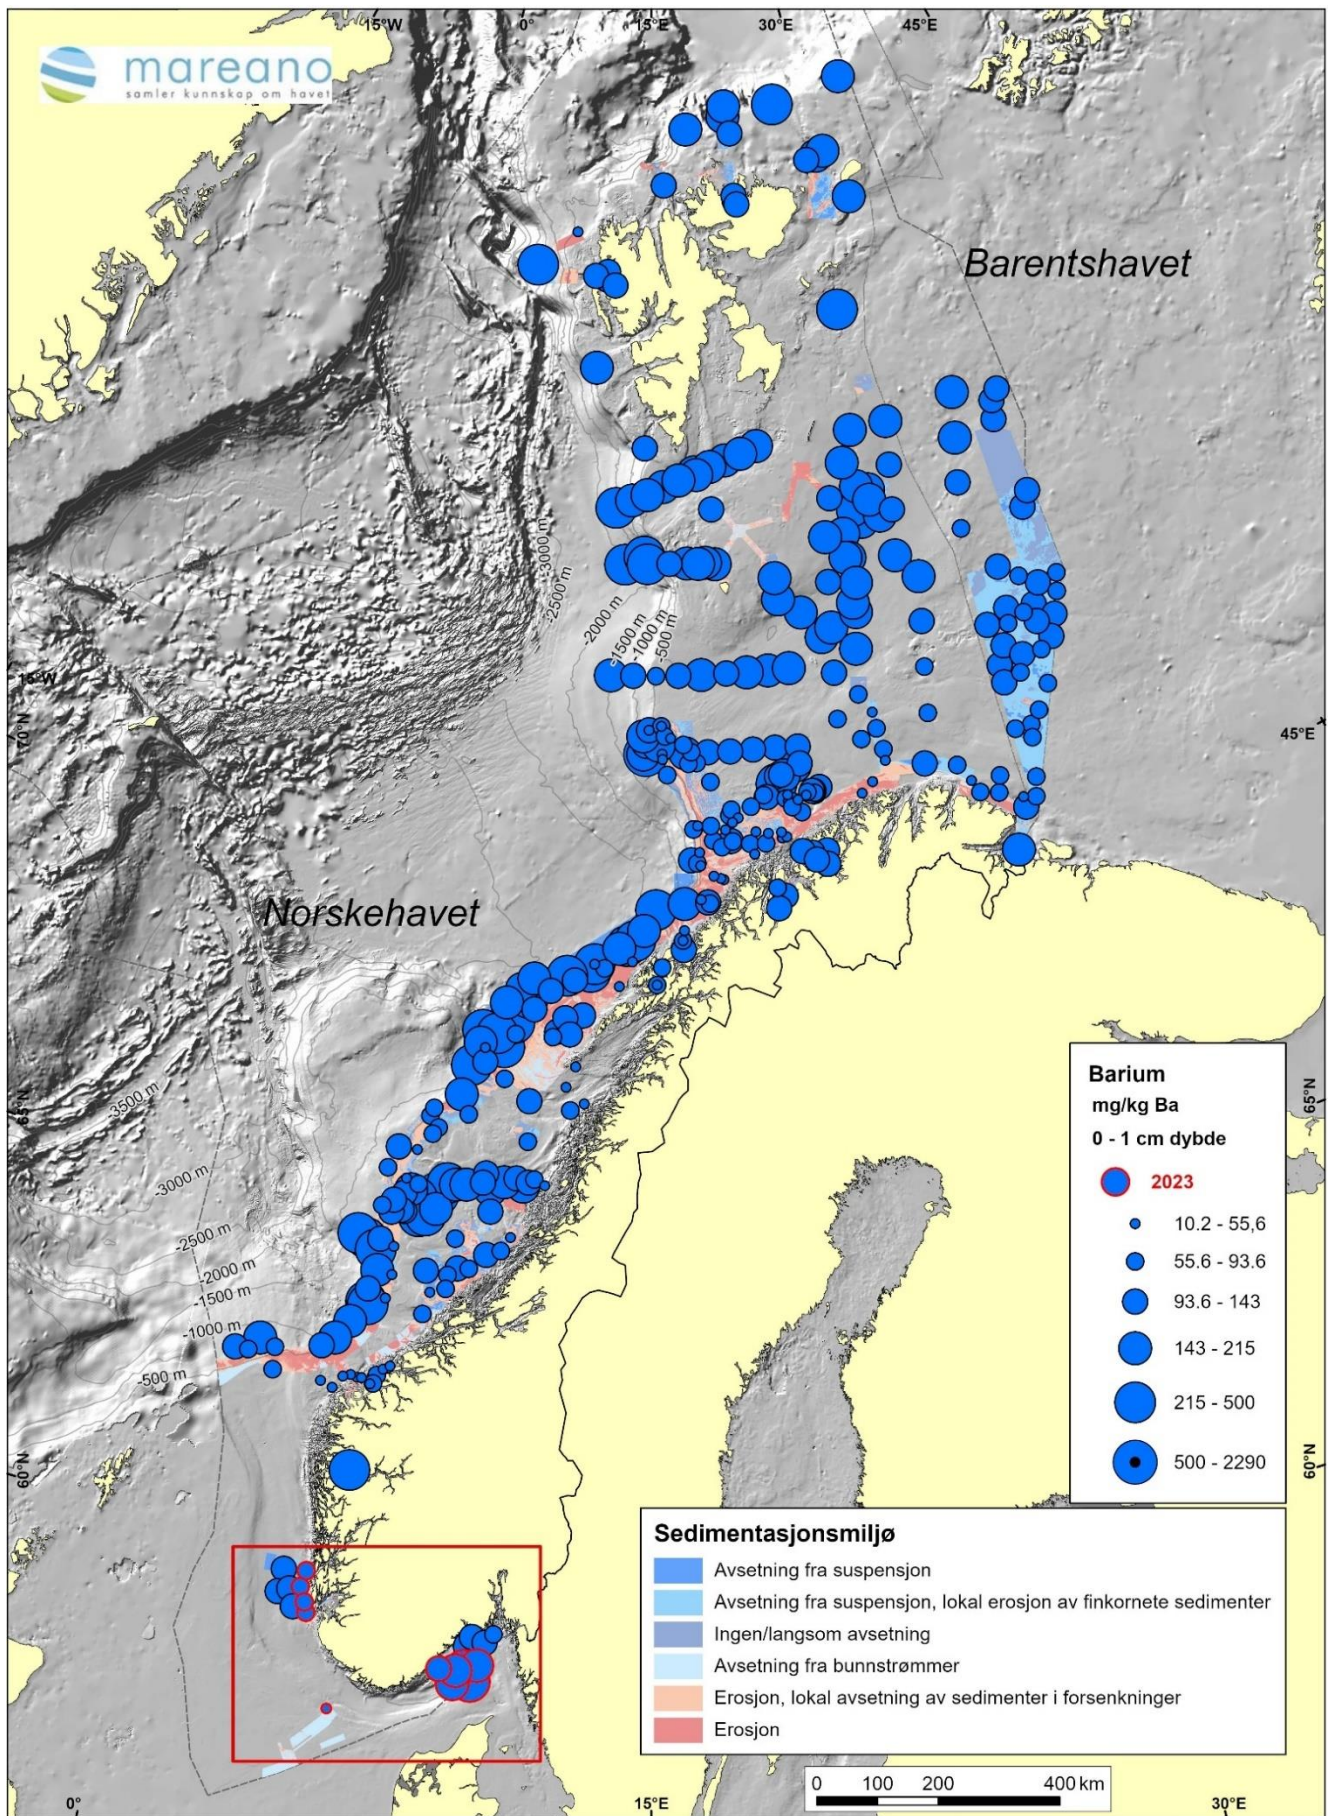 15°W 0° 15°E 30°E 45°E
mareano
samler kunnskap om havet
Barentshavet
-3000 m
-2500 m
-2000 m
-1500 m
-1000 m
-500 m
15°W
70°N
45°E
Norskehavet
-3500 m
65°N
65°N
-3000 m
-2500 m
-2000 m
-1500 m
-1000 m
-500 m
60°N
60°N
Barium
mg/kg Ba
0 - 1 cm dybde
2023
10.2 - 55,6
55.6 - 93.6
93.6 - 143
143 - 215
215 - 500
500 - 2290
Sedimentasjonsmiljø
Avsetning fra suspensjon
Avsetning fra suspensjon, lokal erosjon av finkornete sedimenter
Ingen/langsom avsetning
Avsetning fra bunnstrømmer
Erosjon, lokal avsetning av sedimenter i forsenkninger
Erosjon
0 100 200 400 km
0° 15°E 30°E